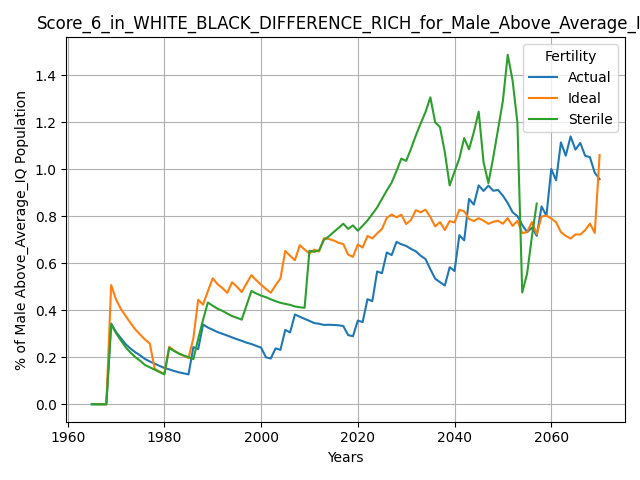 Score_6_in_WHITE_BLACK_DIFFERENCE_RICH_for_Male_Above_Average_I
% of Male Above_Average_IQ Population
1.4
1.2
1.0
0.8
0.6
0.4
0.2
0.0
Fertility
Actual
Ideal
Sterile
1960 1980 2000 2020 2040 2060
Years